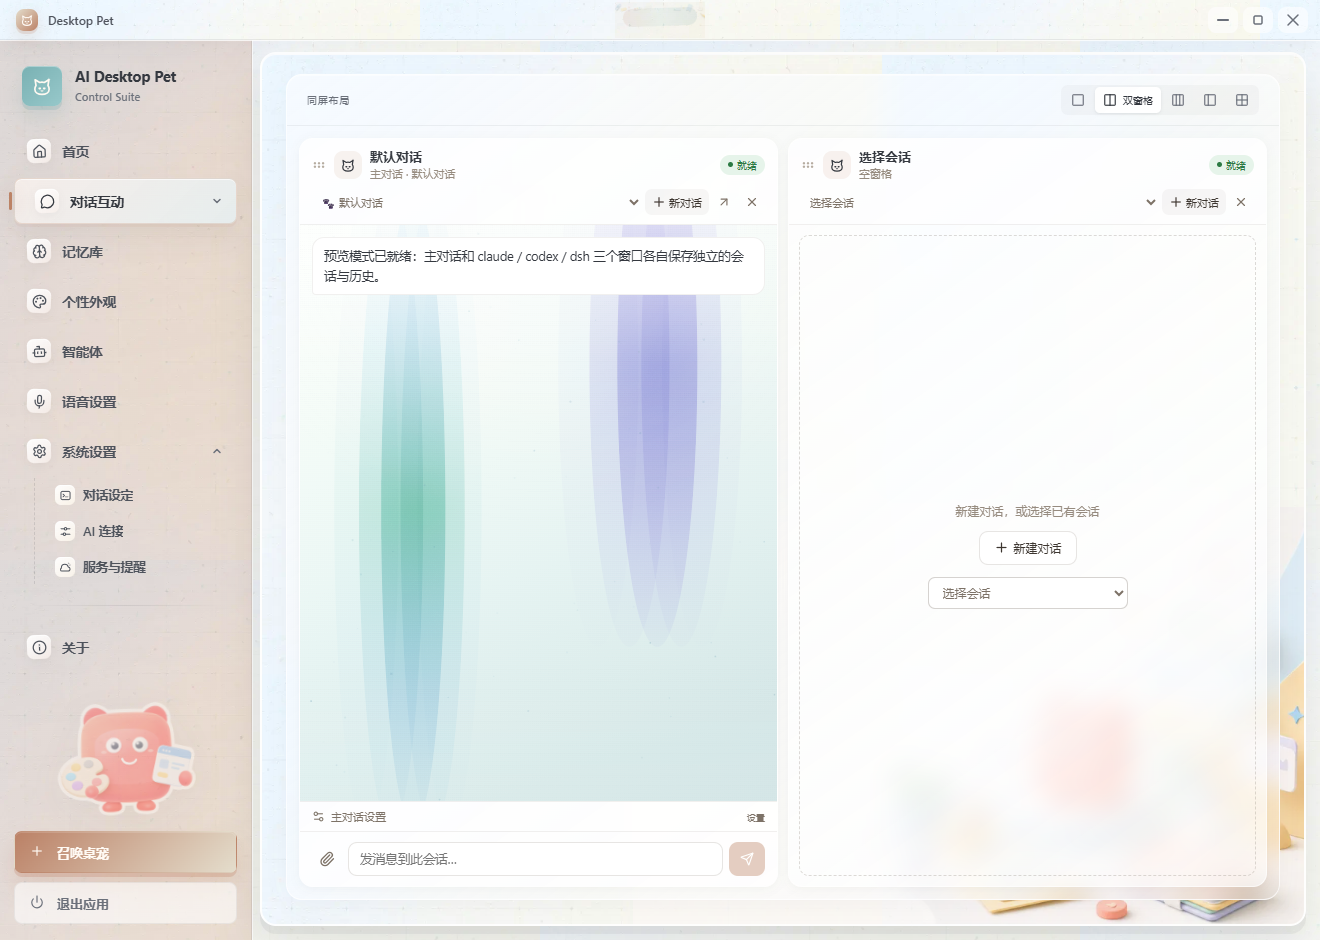 Desktop Pet
AI Desktop Pet
Control Suite
首页
对话互动
记忆库
个性外观
智能体
语音设置
系统设置
对话设定
AI 连接
服务与提醒
关于
召唤桌宠
退出应用
同屏布局
双窗格
默认对话
主对话 · 默认对话
就绪
默认对话
新对话
预览模式已就绪：主对话和 claude / codex / dsh 三个窗口各自保存独立的会
话与历史。
主对话设置
设置
发消息到此会话...
选择会话
空窗格
就绪
选择会话
新对话
新建对话，或选择已有会话
新建对话
选择会话